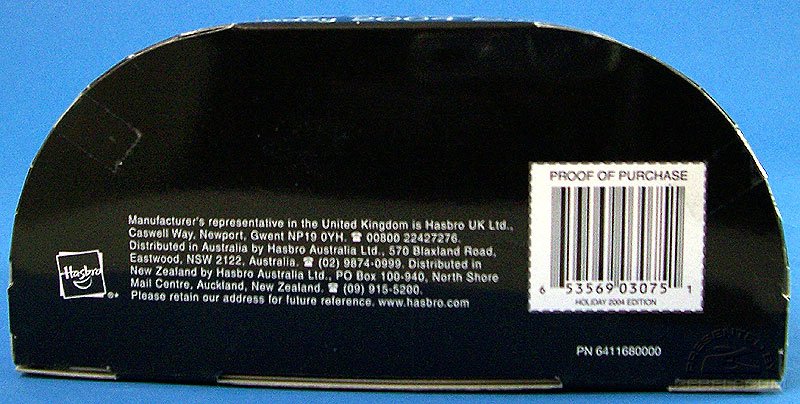 2004
PROOF OF PURCHASE
Manufacturer's representative in the United Kingdom is Hasbro UK Ltd.,
Caswell Way, Newport, Gwent NP19 0YH. ☎ 00800 22427276.
Distributed in Australia by Hasbro Australia Ltd., 570 Blaxland Road,
Eastwood, NSW 2122, Australia. ☎ (02) 9874-0999. Distributed in
New Zealand by Hasbro Australia Ltd., PO Box 100-940, North Shore
Mail Centre, Auckland, New Zealand. ☎ (09) 915-5200.
Please retain our address for future reference. www.hasbro.com
Hasbro
®*
6 53569 03075 1
HOLIDAY 2004 EDITION
PN 6411680000
PRESENTED BY